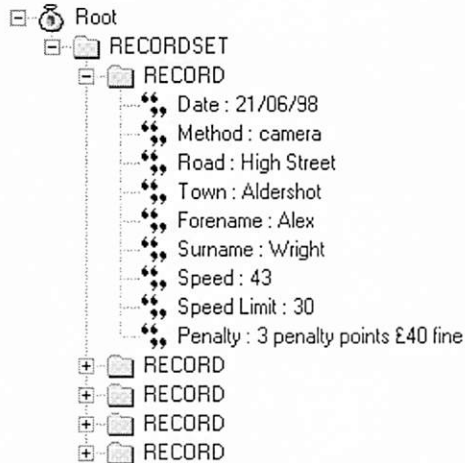 Root
RECORDSET
RECORD
Date : 21/06/98
Method : camera
Road : High Street
Town : Aldershot
Forename : Alex
Surname : Wright
Speed : 43
Speed Limit : 30
Penalty : 3 penalty points £40 fine
RECORD
RECORD
RECORD
RECORD